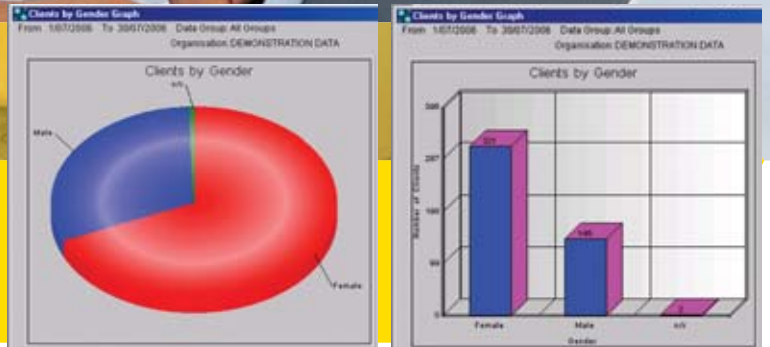 Clients by Gender Graph
From 1/07/2006 To 30/07/2006 Data Group: All Groups
Organisation: DEMONSTRATION DATA
Clients by Gender
n/s
Male
Female
Clients by Gender Graph
From 1/07/2006 To 30/07/2006 Data Group: All Groups
Organisation: DEMONSTRATION DATA
Clients by Gender
Number of Clients
0
Female
Male
n/s
Gender